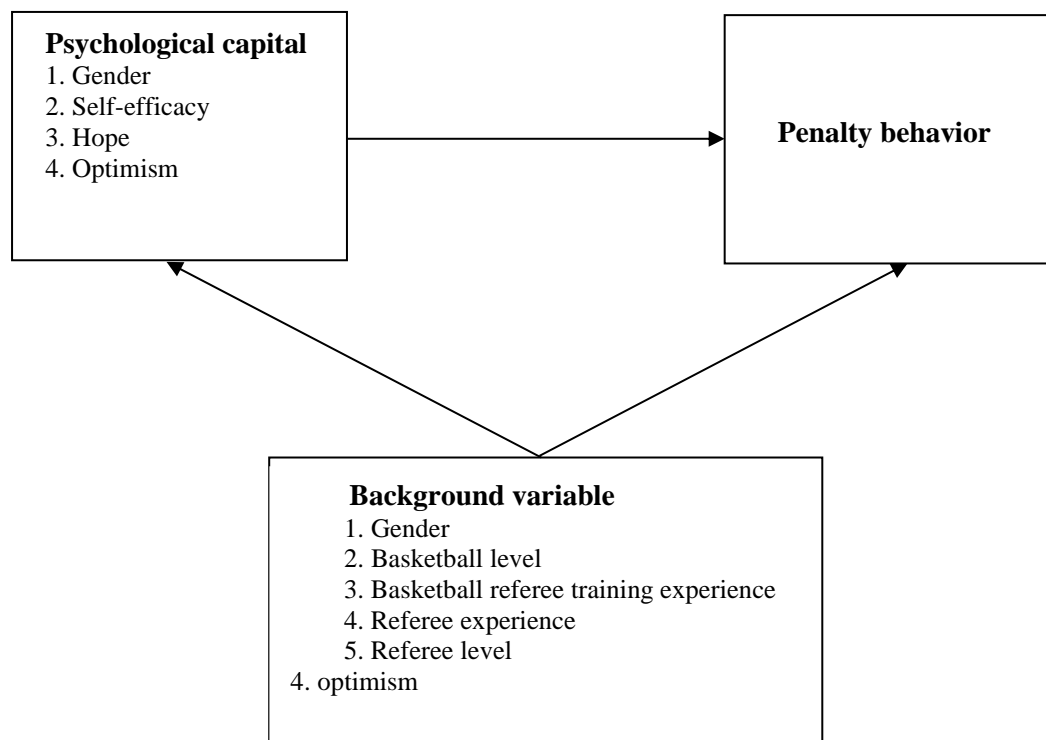 Psychological capital
1. Gender
2. Self-efficacy
3. Hope
4. Optimism
Penalty behavior
Background variable
1. Gender
2. Basketball level
3. Basketball referee training experience
4. Referee experience
5. Referee level
4. optimism